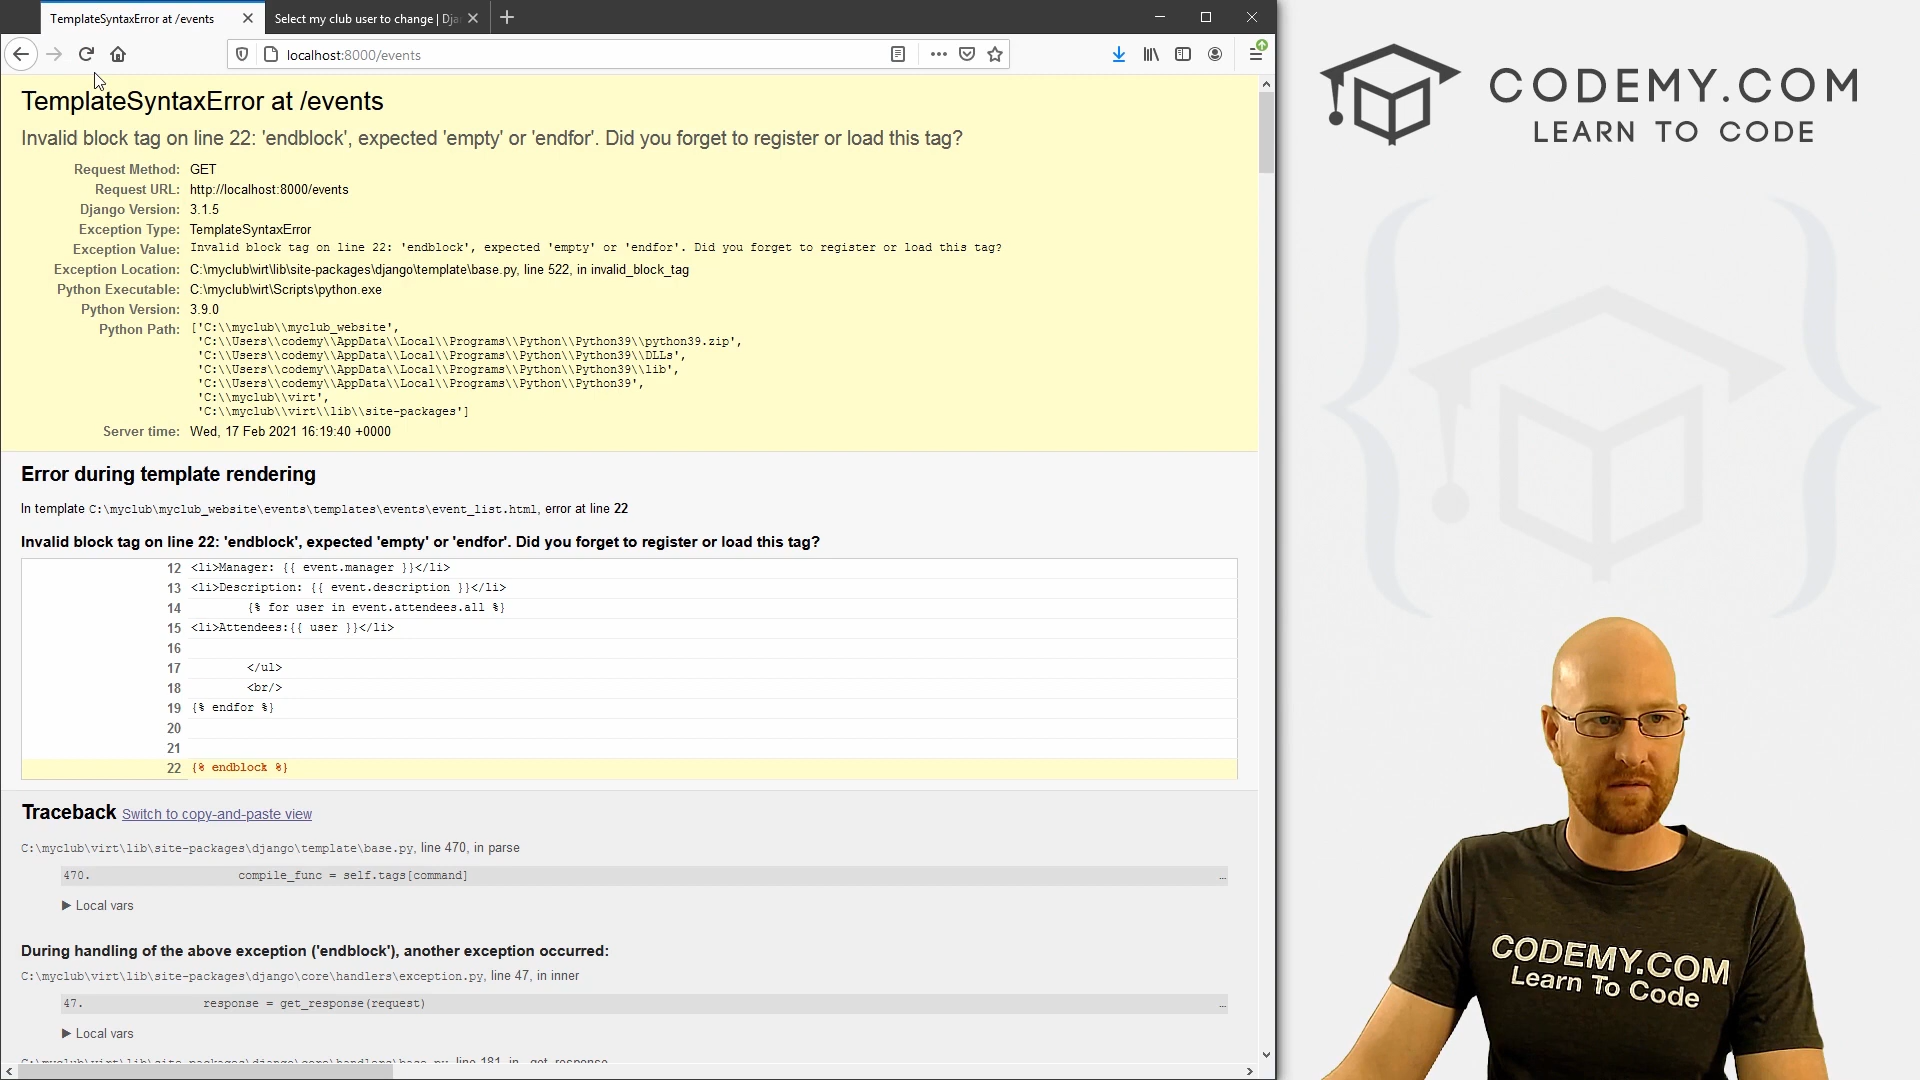 TemplateSyntaxError at /events
Select my club user to change | Dja
localhost:8000/events
TemplateSyntaxError at /events
Invalid block tag on line 22: 'endblock', expected 'empty' or 'endfor'. Did you forget to register or load this tag?
Request Method: GET
Request URL: http://localhost:8000/events
Django Version: 3.1.5
Exception Type: TemplateSyntaxError
Exception Value: Invalid block tag on line 22: 'endblock', expected 'empty' or 'endfor'. Did you forget to register or load this tag?
Exception Location: C:\myclub\virt\lib\site-packages\django\template\base.py, line 522, in invalid_block_tag
Python Executable: C:\myclub\virt\Scripts\python.exe
Python Version: 3.9.0
Python Path: ['C:\\myclub\\myclub_website',
'C:\\Users\\codemy\\AppData\\Local\\Programs\\Python\\Python39\\python39.zip',
'C:\\Users\\codemy\\AppData\\Local\\Programs\\Python\\Python39\\DLLs',
'C:\\Users\\codemy\\AppData\\Local\\Programs\\Python\\Python39\\lib',
'C:\\Users\\codemy\\AppData\\Local\\Programs\\Python\\Python39',
'C:\\myclub\\virt',
'C:\\myclub\\virt\\lib\\site-packages']
Server time: Wed, 17 Feb 2021 16:19:40 +0000
Error during template rendering
In template C:\myclub\myclub_website\events\templates\events\event_list.html, error at line 22
Invalid block tag on line 22: 'endblock', expected 'empty' or 'endfor'. Did you forget to register or load this tag?
12 <li>Manager: {{ event.manager }}</li>
13 <li>Description: {{ event.description }}</li>
14 {% for user in event.attendees.all %}
15 <li>Attendees:{{ user }}</li>
16
17 </ul>
18 <br/>
19 {% endfor %}
20
21
22 {% endblock %}
Traceback Switch to copy-and-paste view
C:\myclub\virt\lib\site-packages\django\template\base.py, line 470, in parse
470. compile_func = self.tags[command] …
▶ Local vars
During handling of the above exception ('endblock'), another exception occurred:
C:\myclub\virt\lib\site-packages\django\core\handlers\exception.py, line 47, in inner
47. response = get_response(request) …
▶ Local vars
C:\myclub\virt\lib\site-packages\django\core\handlers\base.py, line 181, in _get_response
CODEMY.COM
LEARN TO CODE
CODEMY.COM
Learn To Code